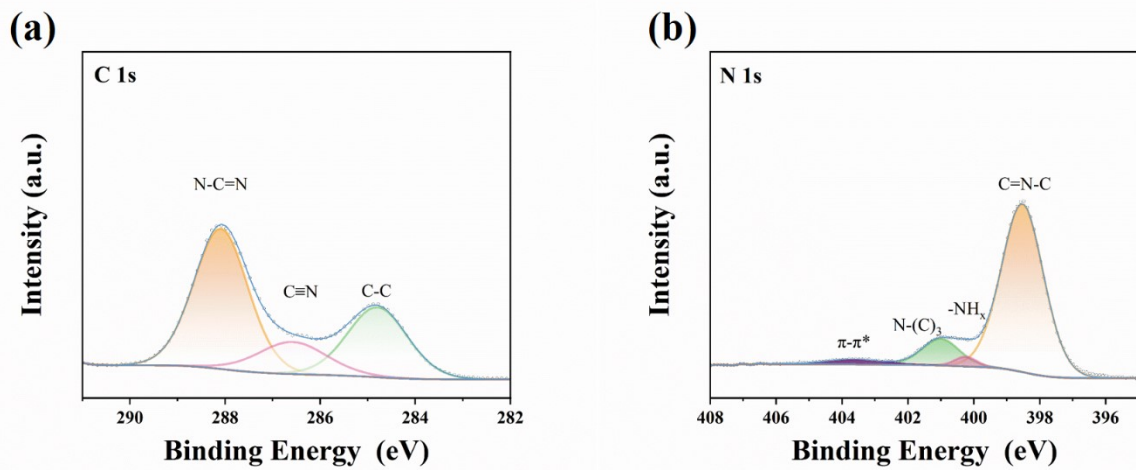 (a)
C 1s
N-C=N
C≡N
C-C
Intensity (a.u.)
290
288
286
284
282
Binding Energy (eV)
(b)
N 1s
C=N-C
-NHₓ
N-(C)₃
π-π*
Intensity (a.u.)
408
406
404
402
400
398
396
Binding Energy (eV)